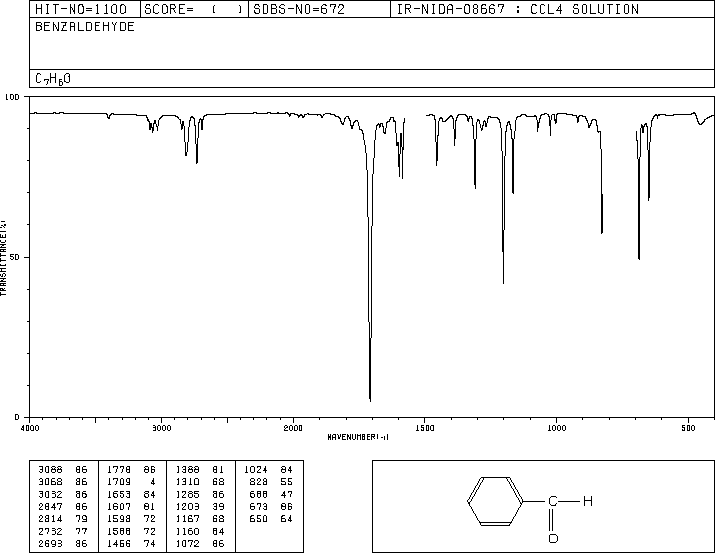 HIT-NO=1100 SCORE= ( ) SDBS-NO=672 IR-NIDA-08667 : CCL4 SOLUTION
BENZALDEHYDE
C7H6O
100
50
0
TRANSMITTANCE(%)
4000 3000 2000 1500 1000 500
WAVENUMBER(-1)
3088 86 1778 86 1388 81 1024 84
3068 86 1709 4 1310 68 828 55
3032 86 1653 84 1285 86 688 47
2847 86 1607 81 1203 39 673 86
2814 79 1598 72 1167 68 650 64
2732 77 1588 72 1160 84
2693 86 1456 74 1072 86
C H
O